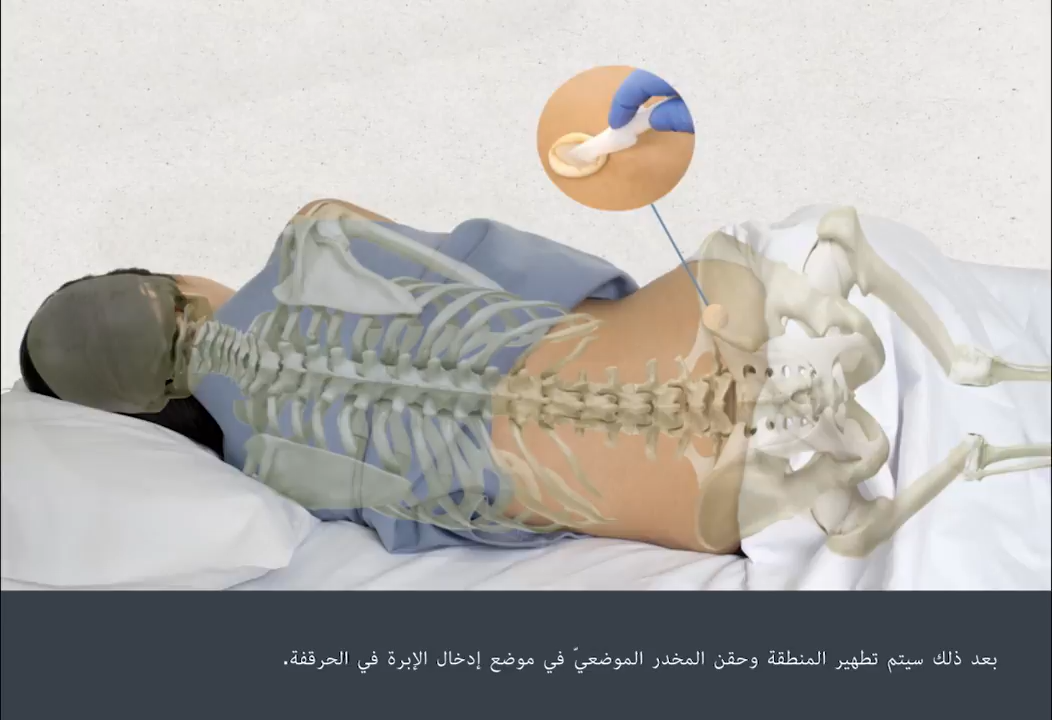 بعد ذلك سيتم تطهير المنطقة وحقن المخدر الموضعيّ في موضع إدخال الإبرة في الحرقفة.